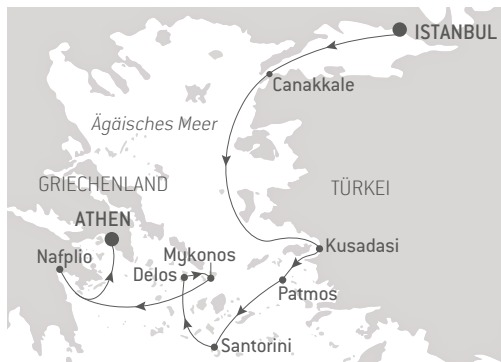 ISTANBUL
Canakkale
Ägäisches Meer
GRIECHENLAND
TÜRKEI
ATHEN
Kusadasi
Nafplio
Mykonos
Delos
Patmos
Santorini